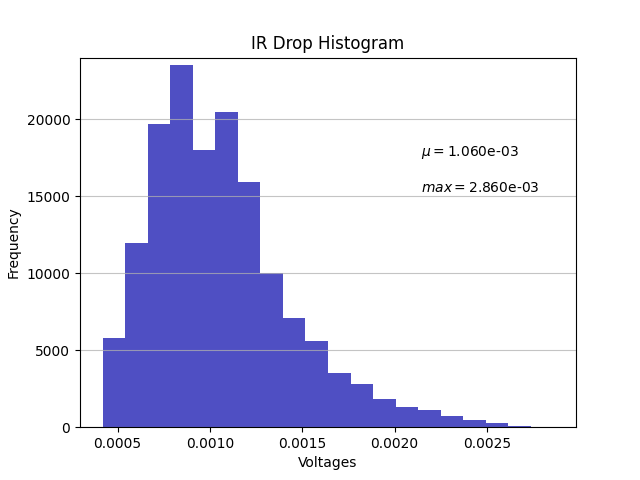 IR Drop Histogram
Frequency
20000
15000
10000
5000
0
μ = 1.060e-03
max = 2.860e-03
0.0005 0.0010 0.0015 0.0020 0.0025
Voltages